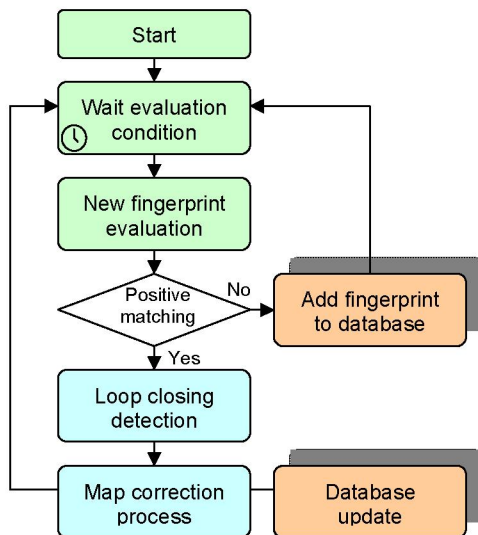 Start
Wait evaluation
condition
New fingerprint
evaluation
Positive
matching
No
Add fingerprint
to database
Yes
Loop closing
detection
Map correction
process
Database
update